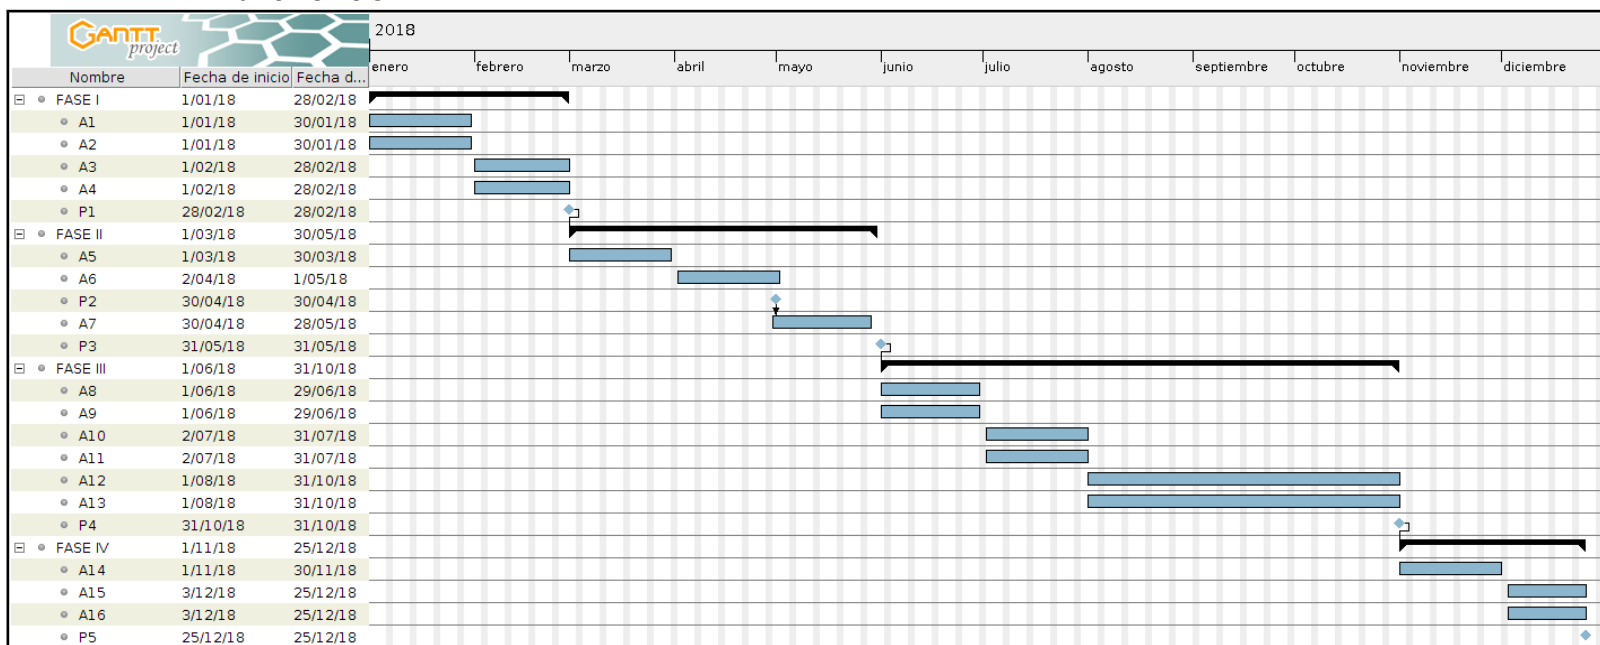 GANTT
project
2018
enero febrero marzo abril mayo junio julio agosto septiembre octubre noviembre diciembre
Nombre Fecha de inicio Fecha d...
FASE I 1/01/18 28/02/18
A1 1/01/18 30/01/18
A2 1/01/18 30/01/18
A3 1/02/18 28/02/18
A4 1/02/18 28/02/18
P1 28/02/18 28/02/18
FASE II 1/03/18 30/05/18
A5 1/03/18 30/03/18
A6 2/04/18 1/05/18
P2 30/04/18 30/04/18
A7 30/04/18 28/05/18
P3 31/05/18 31/05/18
FASE III 1/06/18 31/10/18
A8 1/06/18 29/06/18
A9 1/06/18 29/06/18
A10 2/07/18 31/07/18
A11 2/07/18 31/07/18
A12 1/08/18 31/10/18
A13 1/08/18 31/10/18
P4 31/10/18 31/10/18
FASE IV 1/11/18 25/12/18
A14 1/11/18 30/11/18
A15 3/12/18 25/12/18
A16 3/12/18 25/12/18
P5 25/12/18 25/12/18